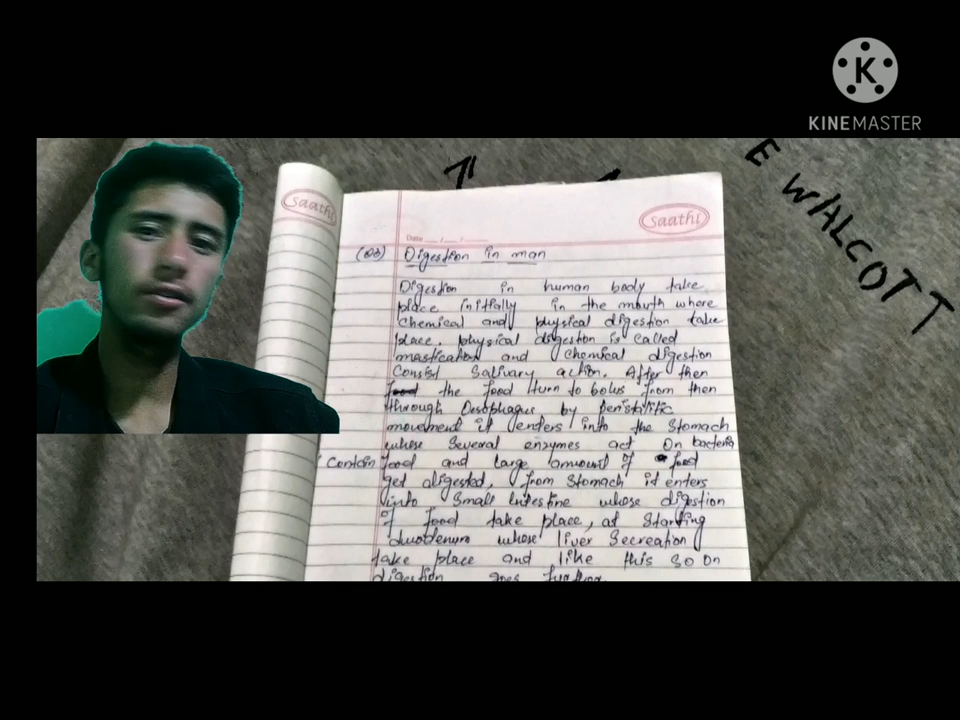 K
KINEMASTER
E WALCOTT
Saathi
Saathi
Date
Digestion in man
Digestion in human body take
place initially in the mouth where
chemical and physical digestion take
place. physical digestion is called
mastication and chemical digestion
Consist Salivary action. After then
food the food turn to bolus from then
through Oesophagus by peristiltic
movement it enters into the stomach
whose several enzymes act on bacteria
Contain food and large amount of food
get digested, from stomach it enters
into Small intestine whose digestion
of food take place, at Starting
duodenum whose liver Secreation
take place and like this so on
digestion goes further